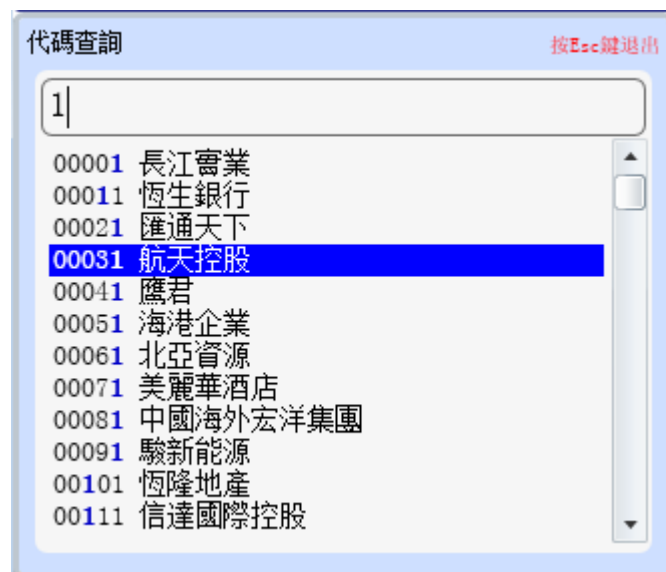 代碼查詢
按Esc鍵退出
1
00001 長江實業
00011 恆生銀行
00021 匯通天下
00031 航天控股
00041 鷹君
00051 海港企業
00061 北亞資源
00071 美麗華酒店
00081 中國海外宏洋集團
00091 駿新能源
00101 恆隆地產
00111 信達國際控股